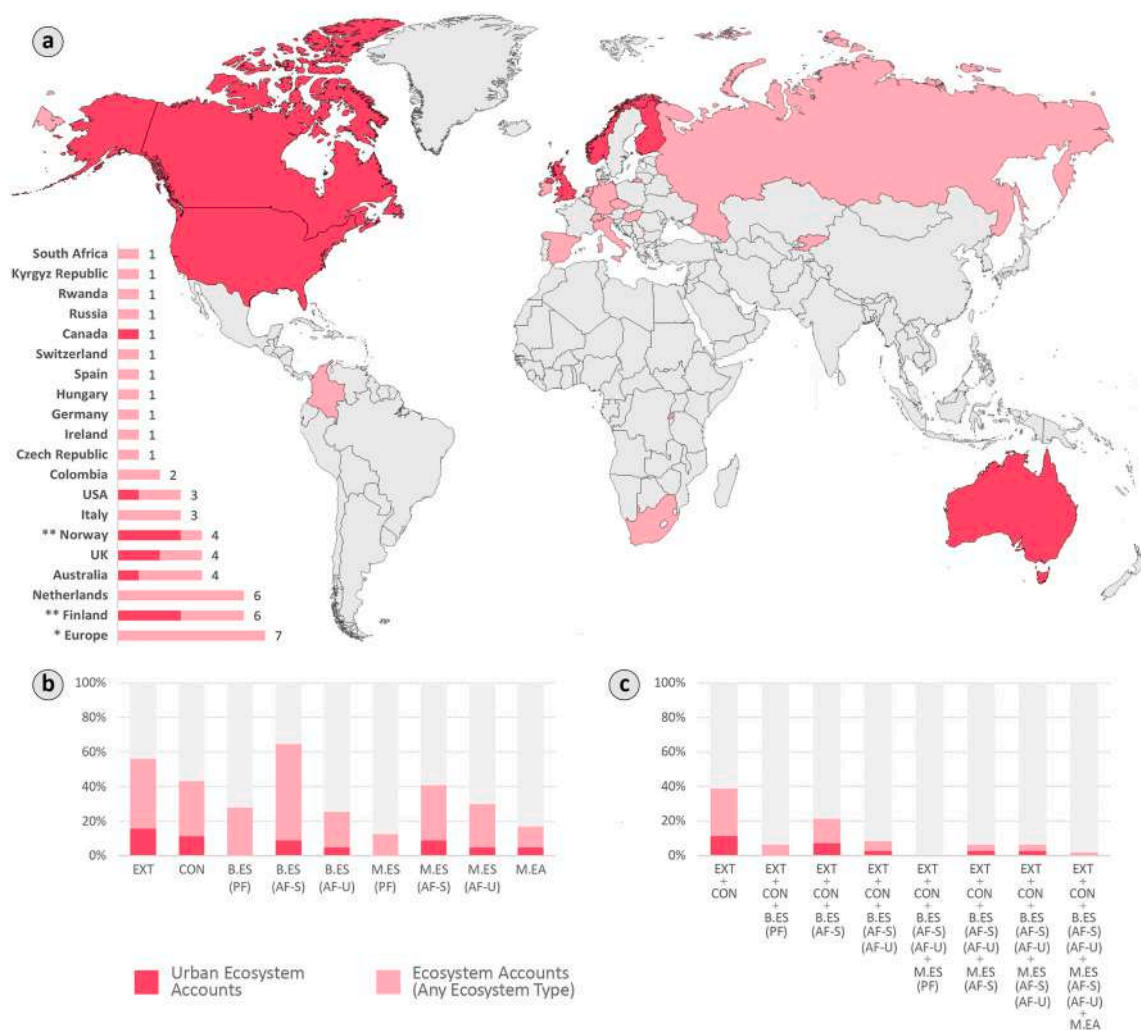 a
South Africa 1
Kyrgyz Republic 1
Rwanda 1
Russia 1
Canada 1
Switzerland 1
Spain 1
Hungary 1
Germany 1
Ireland 1
Czech Republic 1
Colombia 2
USA 3
Italy 3
** Norway 4
UK 4
Australia 4
Netherlands 6
** Finland 6
* Europe 7
b
100%
80%
60%
40%
20%
0%
EXT CON B.ES B.ES B.ES M.ES M.ES M.ES M.EA
(PF) (AF-S) (AF-U) (PF) (AF-S) (AF-U)
c
100%
80%
60%
40%
20%
0%
EXT
+
CON
EXT
+
CON
+
B.ES
(PF)
EXT
+
CON
+
B.ES
(AF-S)
EXT
+
CON
+
B.ES
(AF-S)
(AF-U)
EXT
+
CON
+
B.ES
(AF-S)
(AF-U)
+
M.ES
(PF)
EXT
+
CON
+
B.ES
(AF-S)
(AF-U)
+
M.ES
(AF-S)
EXT
+
CON
+
B.ES
(AF-S)
(AF-U)
+
M.ES
(AF-S)
(AF-U)
EXT
+
CON
+
B.ES
(AF-S)
(AF-U)
+
M.ES
(AF-S)
(AF-U)
+
M.EA
Urban Ecosystem
Accounts
Ecosystem Accounts
(Any Ecosystem Type)